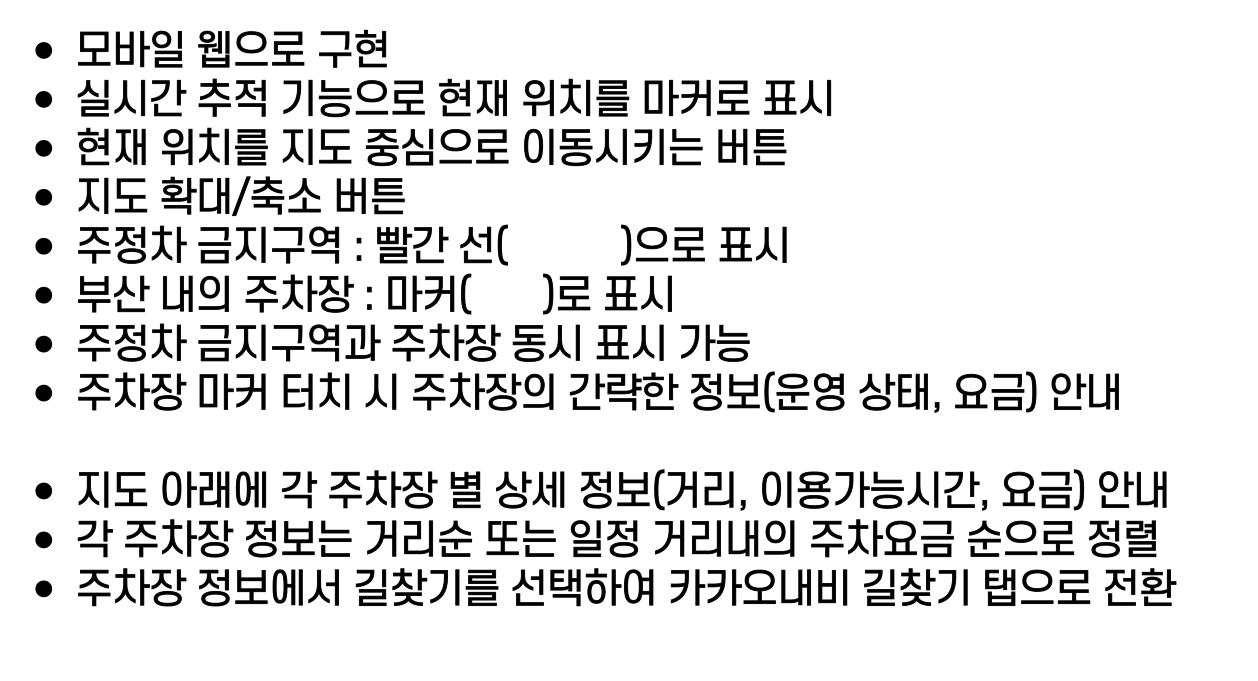 • 모바일 웹으로 구현
• 실시간 추적 기능으로 현재 위치를 마커로 표시
• 현재 위치를 지도 중심으로 이동시키는 버튼
• 지도 확대/축소 버튼
• 주정차 금지구역 : 빨간 선( )으로 표시
• 부산 내의 주차장 : 마커( )로 표시
• 주정차 금지구역과 주차장 동시 표시 가능
• 주차장 마커 터치 시 주차장의 간략한 정보(운영 상태, 요금) 안내
• 지도 아래에 각 주차장 별 상세 정보(거리, 이용가능시간, 요금) 안내
• 각 주차장 정보는 거리순 또는 일정 거리내의 주차요금 순으로 정렬
• 주차장 정보에서 길찾기를 선택하여 카카오내비 길찾기 탭으로 전환